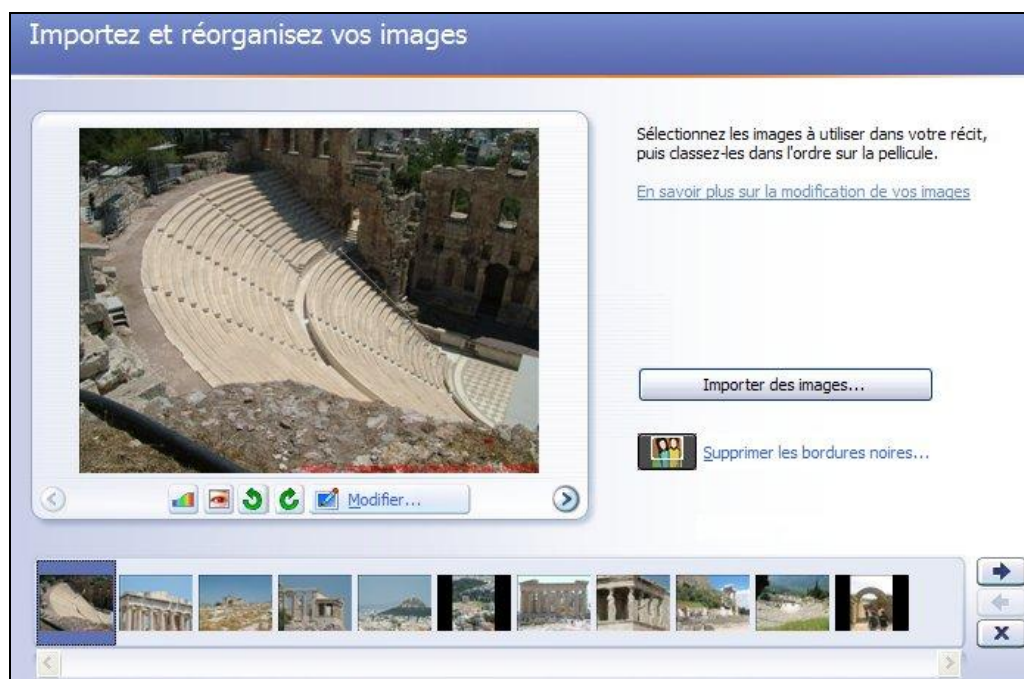 Importez et réorganisez vos images
Sélectionnez les images à utiliser dans votre récit,
puis classez-les dans l'ordre sur la pellicule.
En savoir plus sur la modification de vos images
Importer des images...
Supprimer les bordures noires...
Modifier...